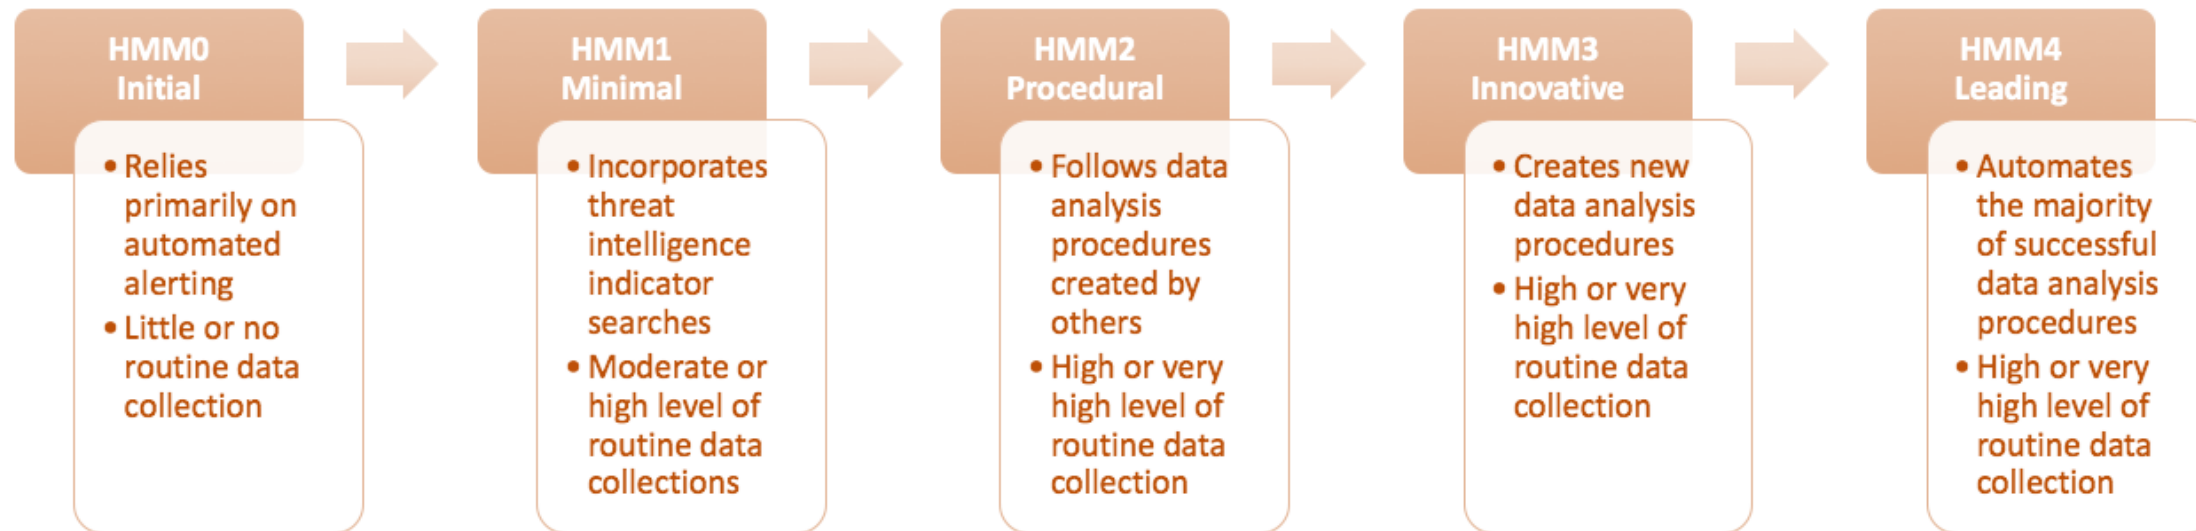 HMM0
Initial
• Relies
primarily on
automated
alerting
• Little or no
routine data
collection
HMM1
Minimal
• Incorporates
threat
intelligence
indicator
searches
• Moderate or
high level of
routine data
collections
HMM2
Procedural
• Follows data
analysis
procedures
created by
others
• High or very
high level of
routine data
collection
HMM3
Innovative
• Creates new
data analysis
procedures
• High or very
high level of
routine data
collection
HMM4
Leading
• Automates
the majority
of successful
data analysis
procedures
• High or very
high level of
routine data
collection